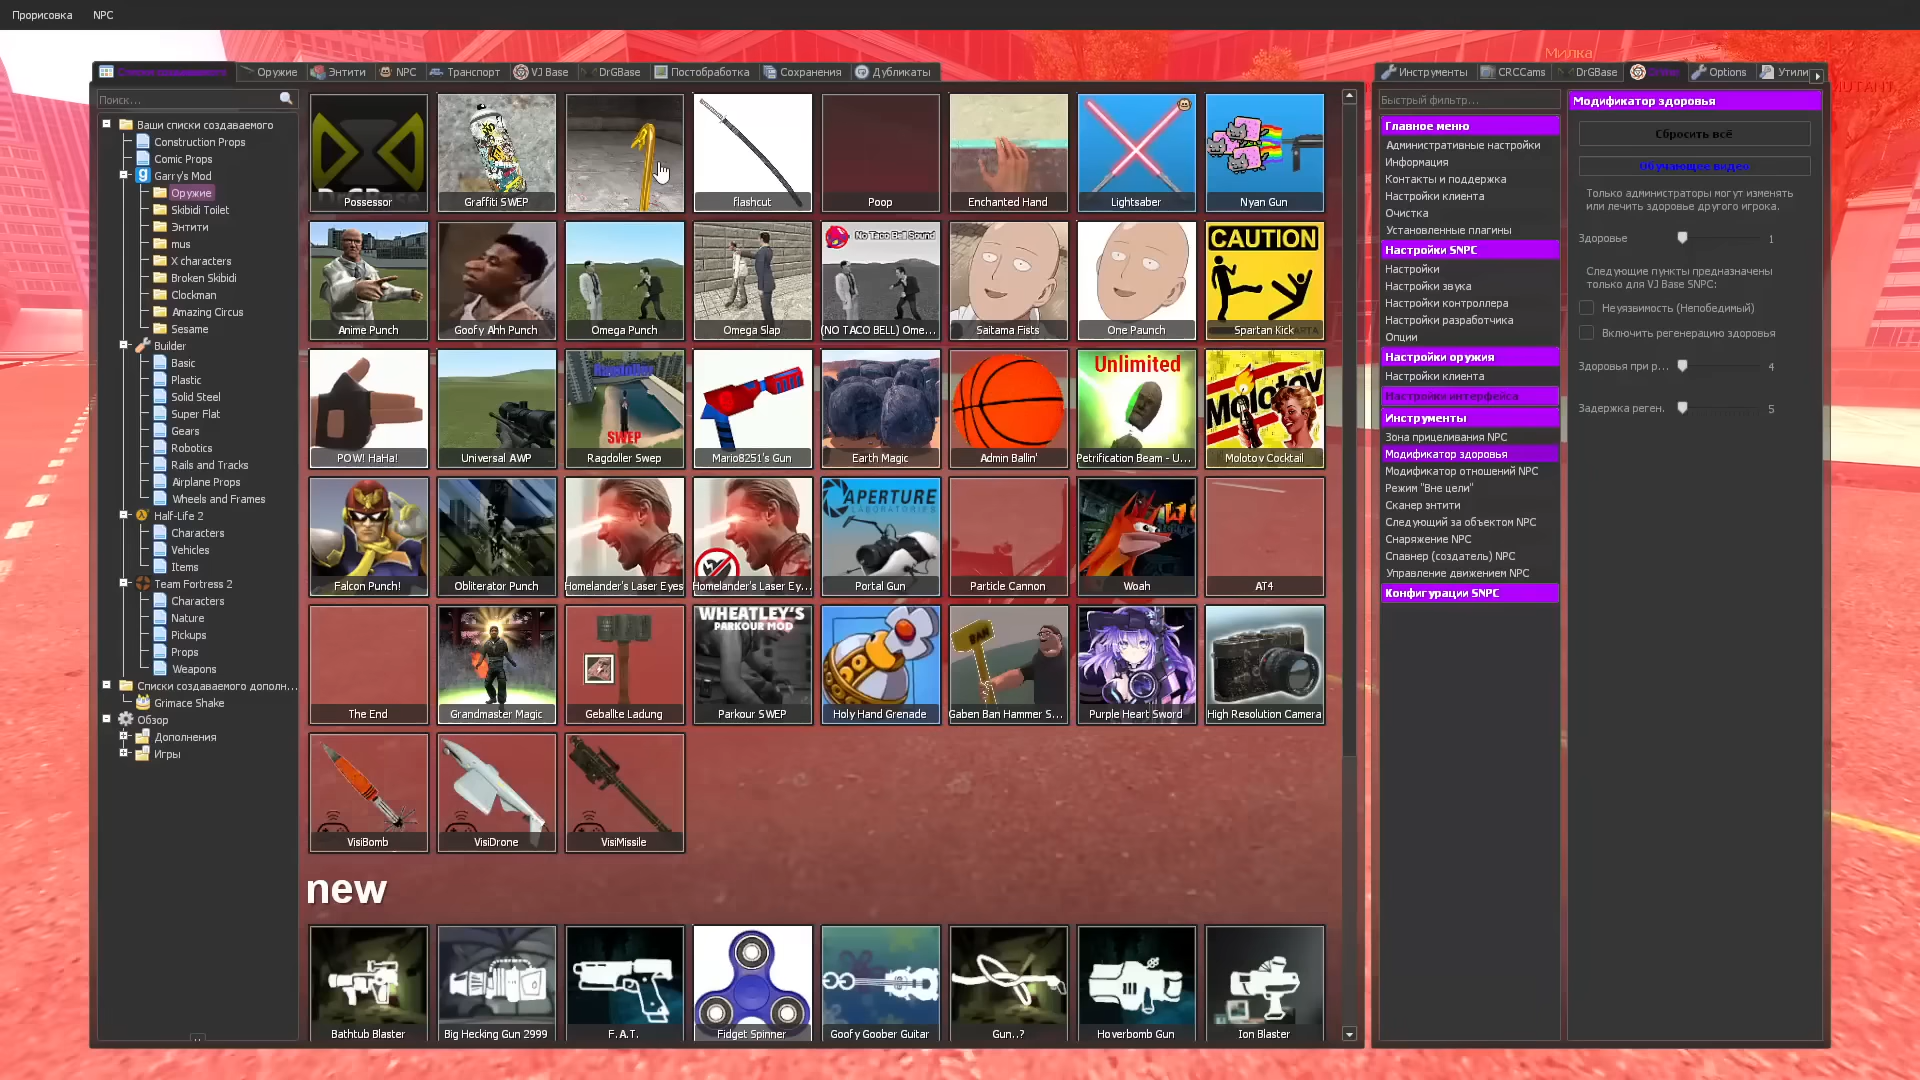 Прорисовка NPC
Милка
Оружие Энтити NPC Транспорт VJ Base DrGBase Постобработка Сохранения Дубликаты
Инструменты CRCCams DrGBase Options Утили
MUTANT
Поиск...
Ваши списки создаваемого
Construction Props
Comic Props
Garry's Mod
Оружие
Skibidi Toilet
Энтити
mus
X characters
Broken Skibidi
Clockman
Amazing Circus
Sesame
Builder
Basic
Plastic
Solid Steel
Super Flat
Gears
Robotics
Rails and Tracks
Airplane Props
Wheels and Frames
Half-Life 2
Characters
Vehicles
Items
Team Fortress 2
Characters
Nature
Pickups
Props
Weapons
Списки создаваемого дополн...
Grimace Shake
Обзор
Дополнения
Игры
Possessor Graffiti SWEP flashcut Poop Enchanted Hand Lightsaber Nyan Gun
No Taco Bell Sound
CAUTION
Anime Punch Goofy Ahh Punch Omega Punch Omega Slap (NO TACO BELL) Ome... Saitama Fists One Paunch Spartan Kick
SWEP
Unlimited
Molotov
POW! HaHa! Universal AWP Ragdoller Swep Mario8251's Gun Earth Magic Admin Ballin' Petrification Beam - U... Molotov Cocktail
APERTURE
LABORATORIES
Falcon Punch! Obliterator Punch Homelander's Laser Eyes Homelander's Laser Ey... Portal Gun Particle Cannon Woah AT4
WHEATLEY'S
PARKOUR MOD
BAN
The End Grandmaster Magic Geballte Ladung Parkour SWEP Holy Hand Grenade Gaben Ban Hammer S... Purple Heart Sword High Resolution Camera
VisiBomb VisiDrone VisiMissile
new
Bathtub Blaster Big Hecking Gun 2999 F.A.T. Fidget Spinner Goofy Goober Guitar Gun..? Hoverbomb Gun Ion Blaster
Быстрый фильтр...
Главное меню
Административные настройки
Информация
Контакты и поддержка
Настройки клиента
Очистка
Установленные плагины
Настройки SNPC
Настройки
Настройки звука
Настройки контроллера
Настройки разработчика
Опции
Настройки оружия
Настройки клиента
Настройки интерфейса
Инструменты
Зона прицеливания NPC
Модификатор здоровья
Модификатор отношений NPC
Режим "Вне цели"
Сканер энтити
Следующий за объектом NPC
Снаряжение NPC
Спавнер (создатель) NPC
Управление движением NPC
Конфигурации SNPC
Модификатор здоровья
Сбросить всё
Обучающее видео
Только администраторы могут изменять
или лечить здоровье другого игрока.
Здоровье 1
Следующие пункты предназначены
только для VJ Base SNPC:
Неуязвимость (Непобедимый)
Включить регенерацию здоровья
Здоровья при р... 4
Задержка реген. 5